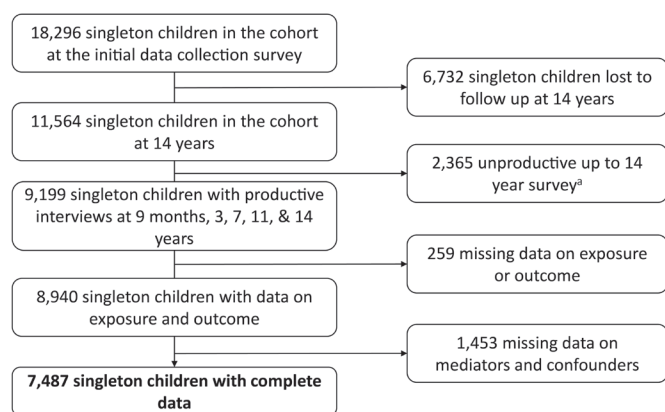 18,296 singleton children in the cohort
at the initial data collection survey
6,732 singleton children lost to
follow up at 14 years
11,564 singleton children in the cohort
at 14 years
2,365 unproductive up to 14
year surveyᵃ
9,199 singleton children with productive
interviews at 9 months, 3, 7, 11, & 14
years
259 missing data on exposure
or outcome
8,940 singleton children with data on
exposure and outcome
1,453 missing data on
mediators and confounders
7,487 singleton children with complete
data